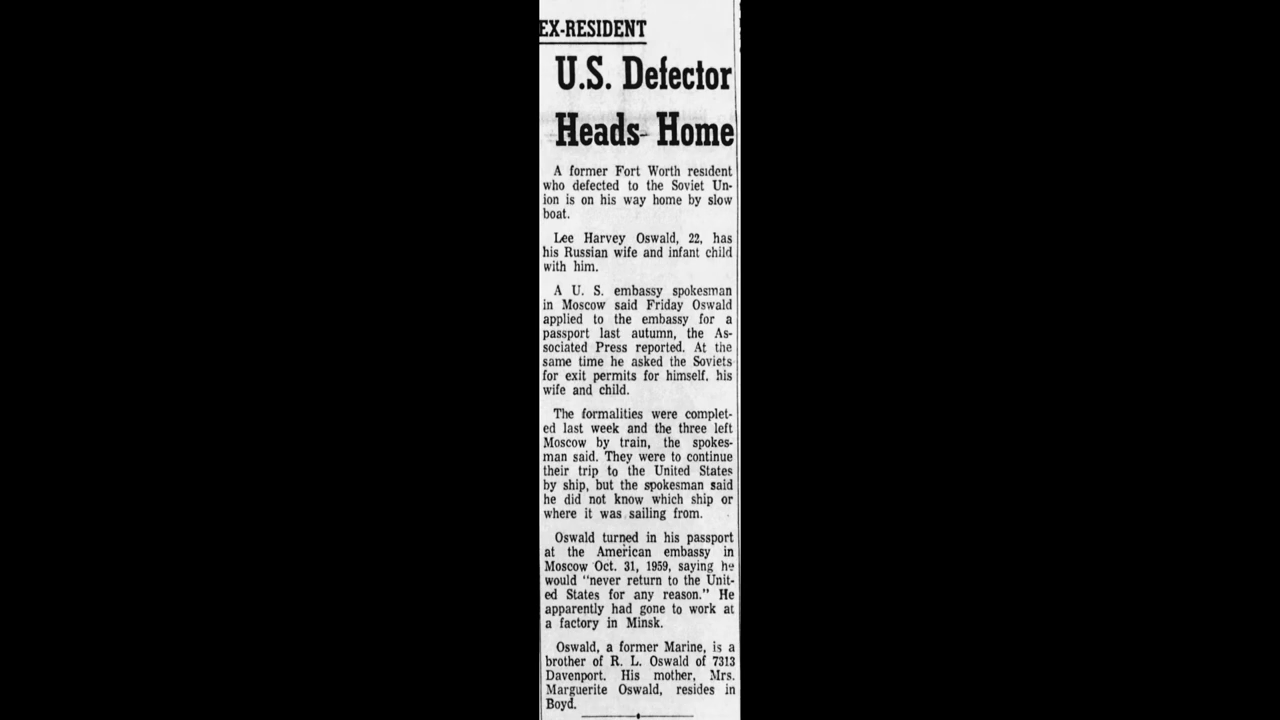 EX-RESIDENT
U.S. Defector
Heads Home
A former Fort Worth resident
who defected to the Soviet Un-
ion is on his way home by slow
boat.
Lee Harvey Oswald, 22, has
his Russian wife and infant child
with him.
A U. S. embassy spokesman
in Moscow said Friday Oswald
applied to the embassy for a
passport last autumn, the As-
sociated Press reported. At the
same time he asked the Soviets
for exit permits for himself, his
wife and child.
The formalities were complet-
ed last week and the three left
Moscow by train, the spokes-
man said. They were to continue
their trip to the United States
by ship, but the spokesman said
he did not know which ship or
where it was sailing from.
Oswald turned in his passport
at the American embassy in
Moscow Oct. 31, 1959, saying he
would "never return to the Unit-
ed States for any reason." He
apparently had gone to work at
a factory in Minsk.
Oswald, a former Marine, is a
brother of R. L. Oswald of 7313
Davenport. His mother, Mrs.
Marguerite Oswald, resides in
Boyd.